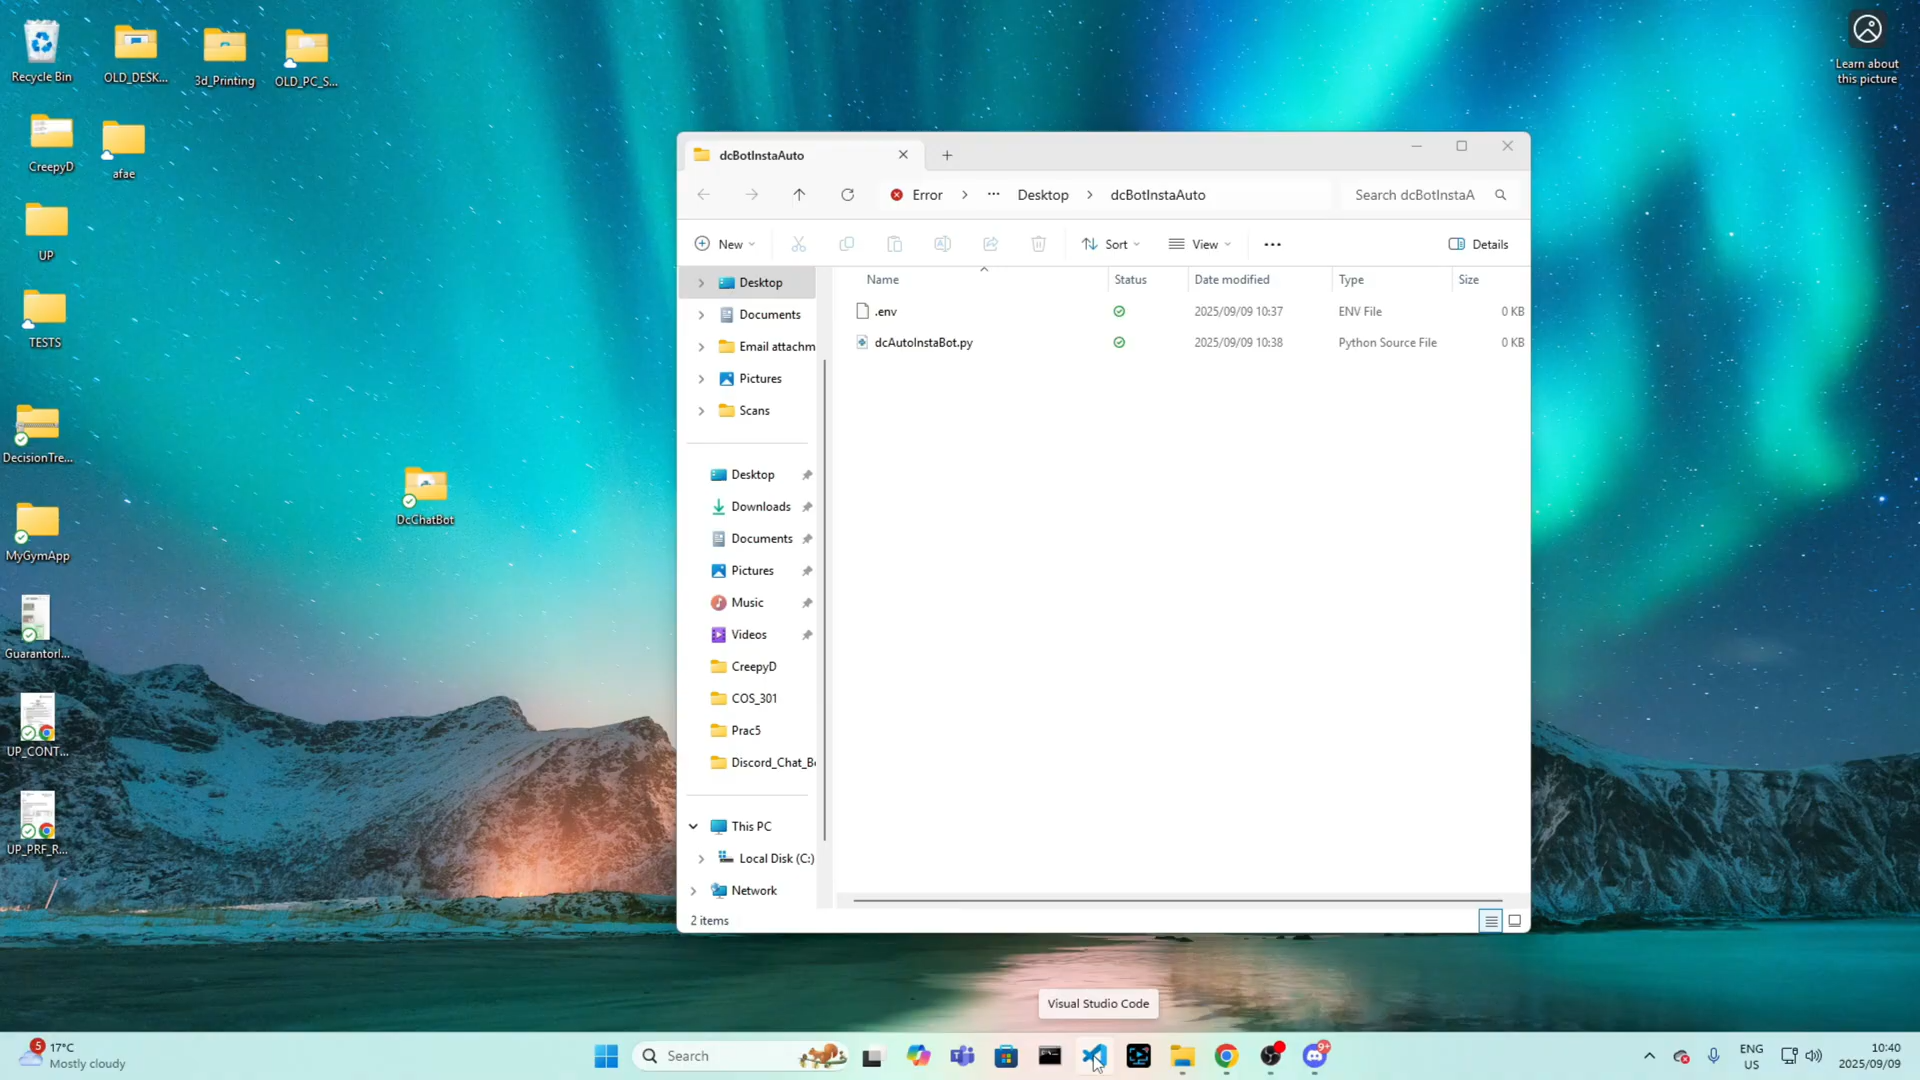 Recycle Bin
OLD_DESK...
3d_Printing
OLD_PC_S...
CreepyD
afae
UP
TESTS
DecisionTre...
MyGymApp
GuarantorI...
UP_CONT...
UP_PRF_R...
DcChatBot
Learn about
this picture
dcBotInstaAuto
Error
Desktop
dcBotInstaAuto
Search dcBotInstaA
New
Sort
View
Details
Name
Status
Date modified
Type
Size
.env
2025/09/09 10:37
ENV File
0 KB
dcAutoInstaBot.py
2025/09/09 10:38
Python Source File
0 KB
Desktop
Documents
Email attachm
Pictures
Scans
Desktop
Downloads
Documents
Pictures
Music
Videos
CreepyD
COS_301
Prac5
Discord_Chat_Bo
This PC
Local Disk (C:)
Network
2 items
Visual Studio Code
5
17°C
Mostly cloudy
Search
9+
ENG
US
10:40
2025/09/09